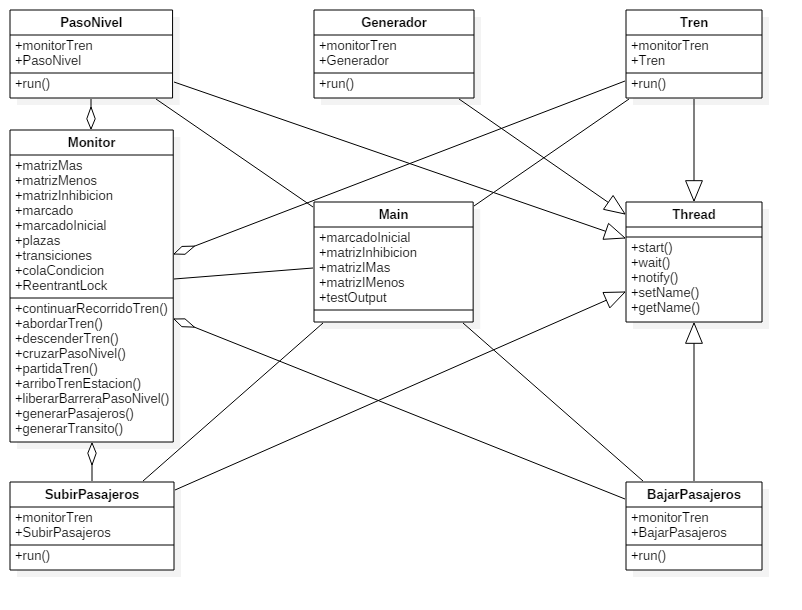 PasoNivel
+monitorTren
+PasoNivel
+run()
Generador
+monitorTren
+Generador
+run()
Tren
+monitorTren
+Tren
+run()
Monitor
+matrizMas
+matrizMenos
+matrizInhibicion
+marcado
+marcadoInicial
+plazas
+transiciones
+colaCondicion
+ReentrantLock
+continuarRecorridoTren()
+abordarTren()
+descenderTren()
+cruzarPasoNivel()
+partidaTren()
+arriboTrenEstacion()
+liberarBarreraPasoNivel()
+generarPasajeros()
+generarTransito()
Main
+marcadoInicial
+matrizInhibicion
+matrizIMas
+matrizIMenos
+testOutput
Thread
+start()
+wait()
+notify()
+setName()
+getName()
SubirPasajeros
+monitorTren
+SubirPasajeros
+run()
BajarPasajeros
+monitorTren
+BajarPasajeros
+run()